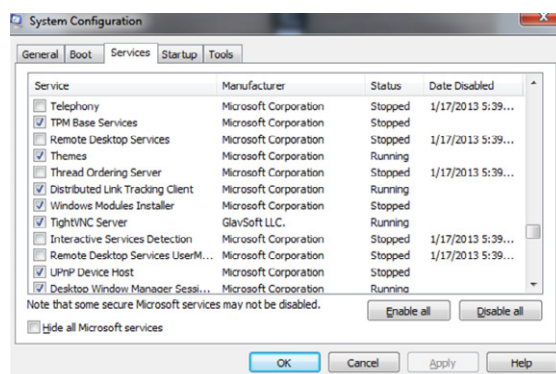 System Configuration
X
General Boot Services Startup Tools
Service Manufacturer Status Date Disabled
Telephony Microsoft Corporation Stopped 1/17/2013 5:39...
TPM Base Services Microsoft Corporation Stopped
Remote Desktop Services Microsoft Corporation Stopped 1/17/2013 5:39...
Themes Microsoft Corporation Running
Thread Ordering Server Microsoft Corporation Stopped 1/17/2013 5:39...
Distributed Link Tracking Client Microsoft Corporation Running
Windows Modules Installer Microsoft Corporation Stopped
TightVNC Server GlavSoft LLC. Running
Interactive Services Detection Microsoft Corporation Stopped 1/17/2013 5:39...
Remote Desktop Services UserM... Microsoft Corporation Stopped 1/17/2013 5:39...
UPnP Device Host Microsoft Corporation Stopped
Desktop Window Manager Sessi... Microsoft Corporation Running
Note that some secure Microsoft services may not be disabled.
Enable all Disable all
Hide all Microsoft services
OK Cancel Apply Help